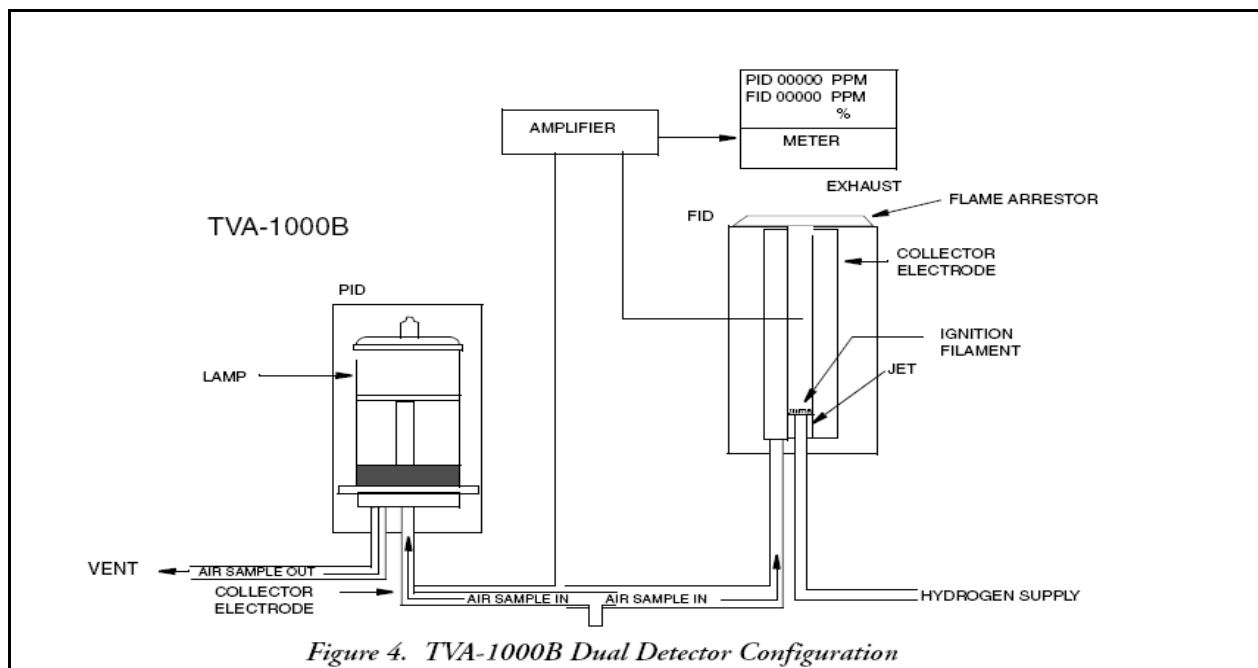 PID 00000 PPM
FID 00000 PPM
%
METER
AMPLIFIER
EXHAUST
FLAME ARRESTOR
FID
TVA-1000B
COLLECTOR
ELECTRODE
PID
IGNITION
FILAMENT
JET
LAMP
VENT
AIR SAMPLE OUT
COLLECTOR
ELECTRODE
AIR SAMPLE IN
AIR SAMPLE IN
HYDROGEN SUPPLY
Figure 4. TVA-1000B Dual Detector Configuration